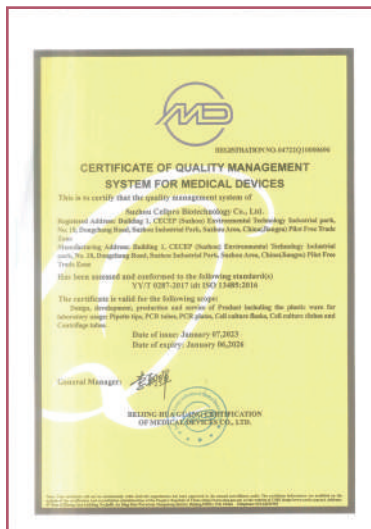 CMD
REGISTRATION NO. 04722Q10000696
CERTIFICATE OF QUALITY MANAGEMENT
SYSTEM FOR MEDICAL DEVICES
This is to certify that the quality management system of
Suzhou Cellpro Biotechnology Co., Ltd.
Registered Address: Building 1, CECEP (Suzhou) Environmental Technology Industrial park,
No. 18, Dongchang Road, Suzhou Industrial Park, Suzhou Area, China(Jiangsu) Pilot Free Trade
Zone
Manufacturing Address: Building 1, CECEP (Suzhou) Environmental Technology Industrial
park, No. 18, Dongchang Road, Suzhou Industrial Park, Suzhou Area, China(Jiangsu) Pilot Free
Trade Zone
Has been assessed and conformed to the following standard(s)
YY/T 0287-2017 idt ISO 13485:2016
This certificate is valid for the following scope:
Design, development, production and service of Product including the plastic ware for
laboratory usage: Pipette tips, PCR tubes, PCR plates, Cell culture flasks, Cell culture dishes and
Centrifuge tubes.
Date of issue: January 07,2023
Date of expiry: January 06,2026
General Manager:
BEIJING HUA GUANG CERTIFICATION
OF MEDICAL DEVICES CO., LTD.